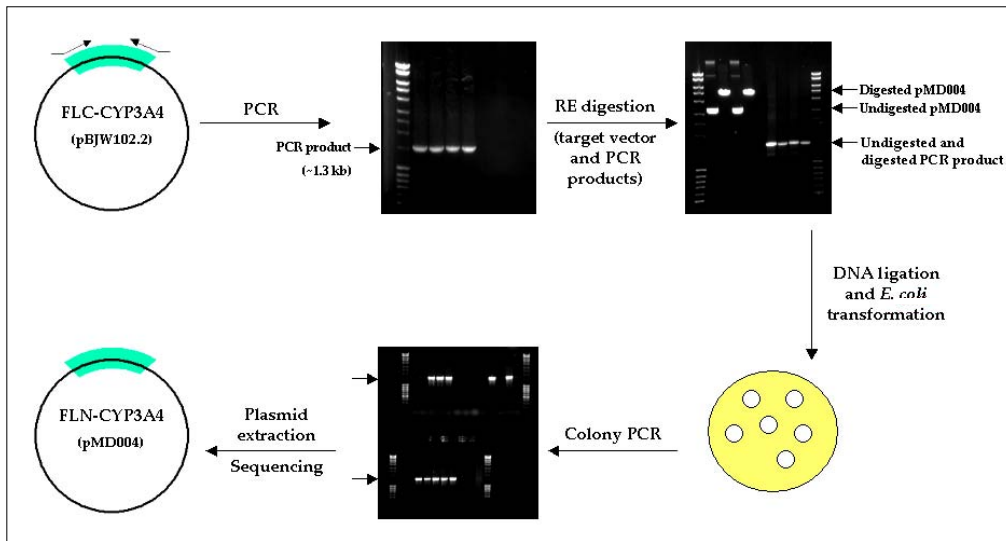 FLC-CYP3A4
(pBJW102.2)
PCR
PCR product
(~1.3 kb)
RE digestion
(target vector
and PCR
products)
Digested pMD004
Undigested pMD004
Undigested and
digested PCR product
DNA ligation
and E. coli
transformation
Colony PCR
Plasmid
extraction
Sequencing
FLN-CYP3A4
(pMD004)